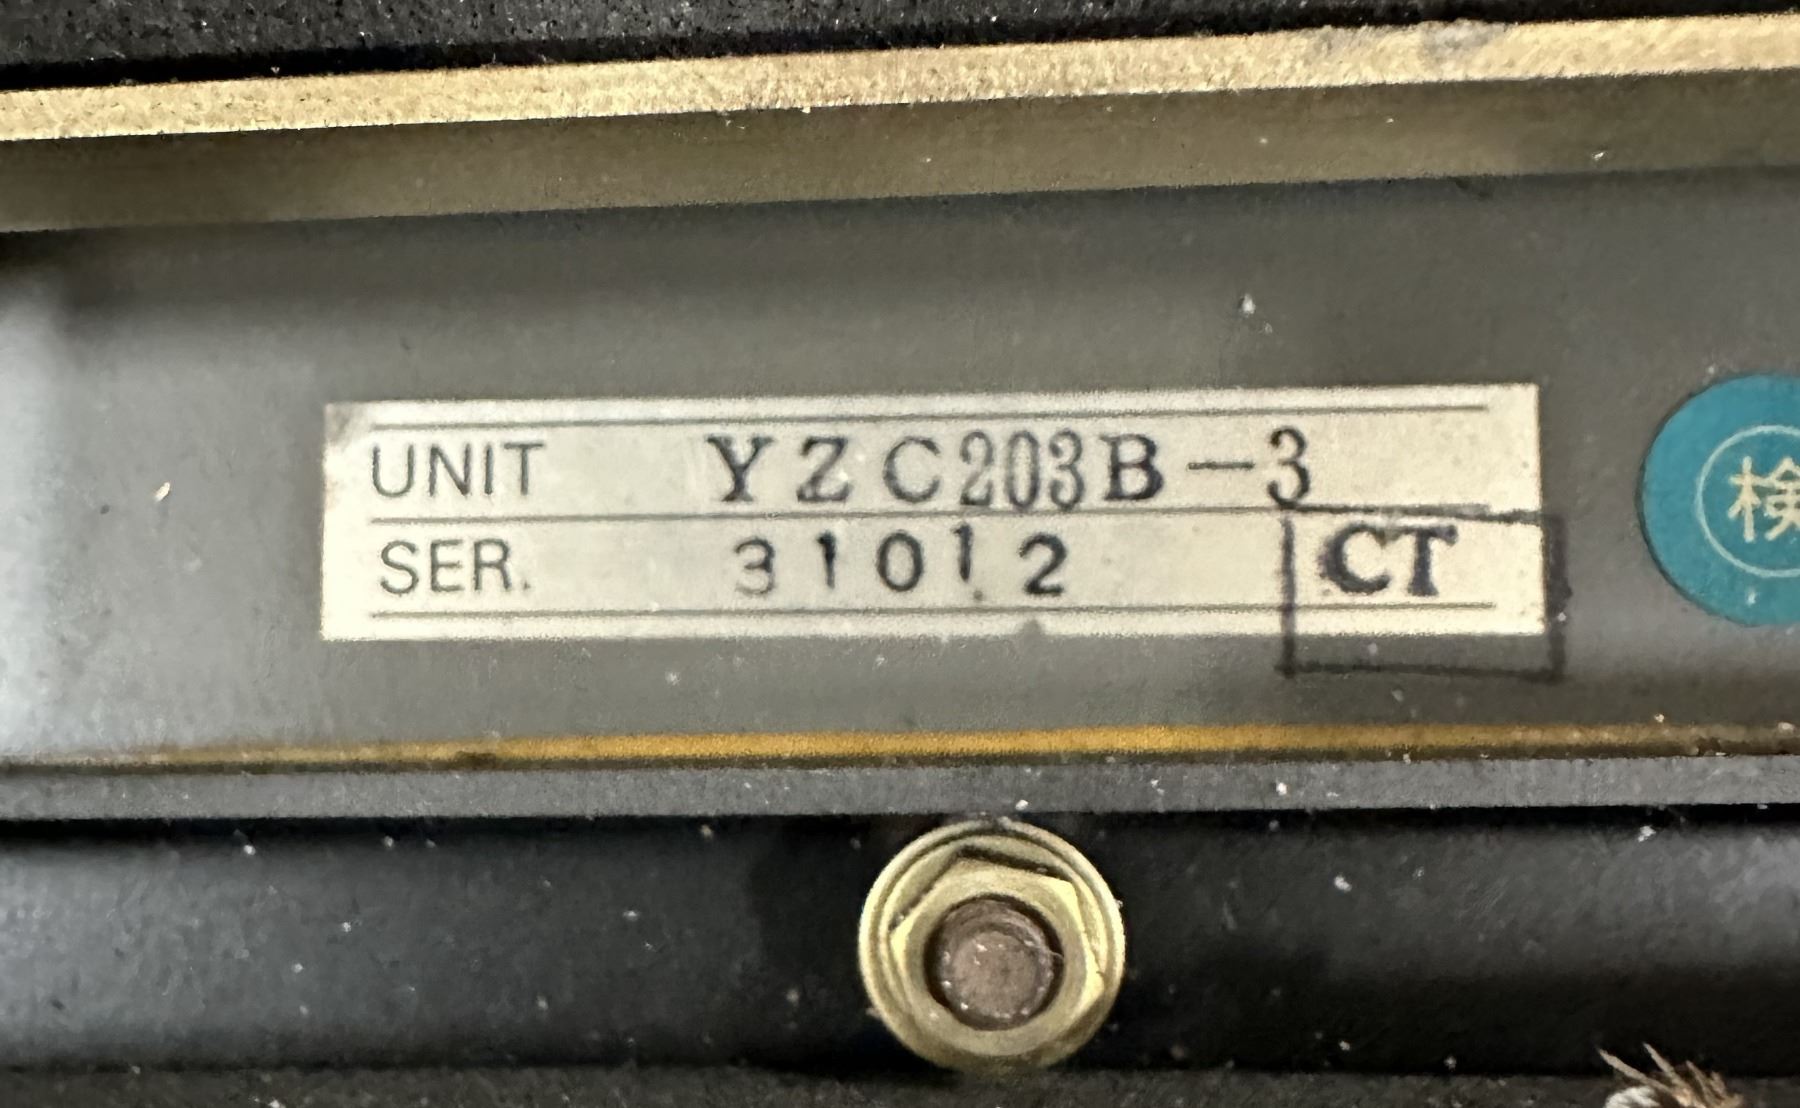 UNIT YZC203B-3
SER. 31012 CT
検